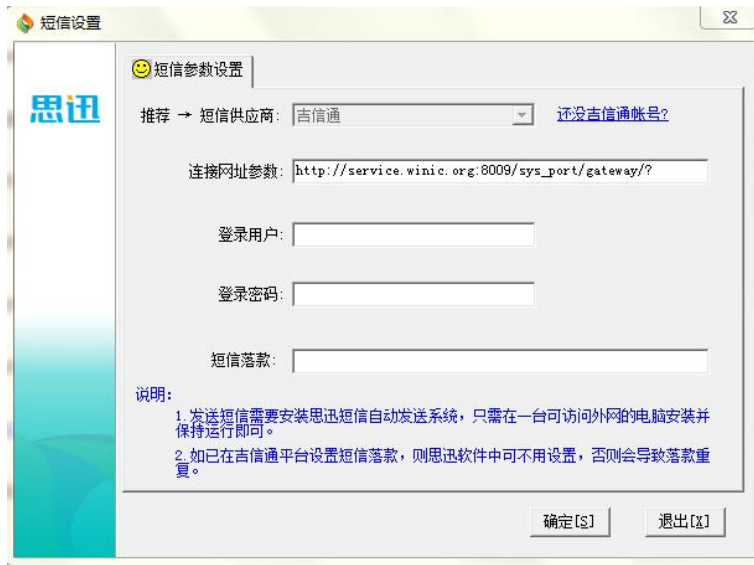 短信设置
思迅
短信参数设置
推荐 → 短信供应商: 吉信通 还没吉信通帐号?
连接网址参数: http://service.winic.org:8009/sys_port/gateway/?
登录用户:
登录密码:
短信落款:
说明:
1.发送短信需要安装思迅短信自动发送系统，只需在一台可访问外网的电脑安装并
保持运行即可。
2.如已在吉信通平台设置短信落款，则思迅软件中可不用设置，否则会导致落款重
复。
确定[S] 退出[X]